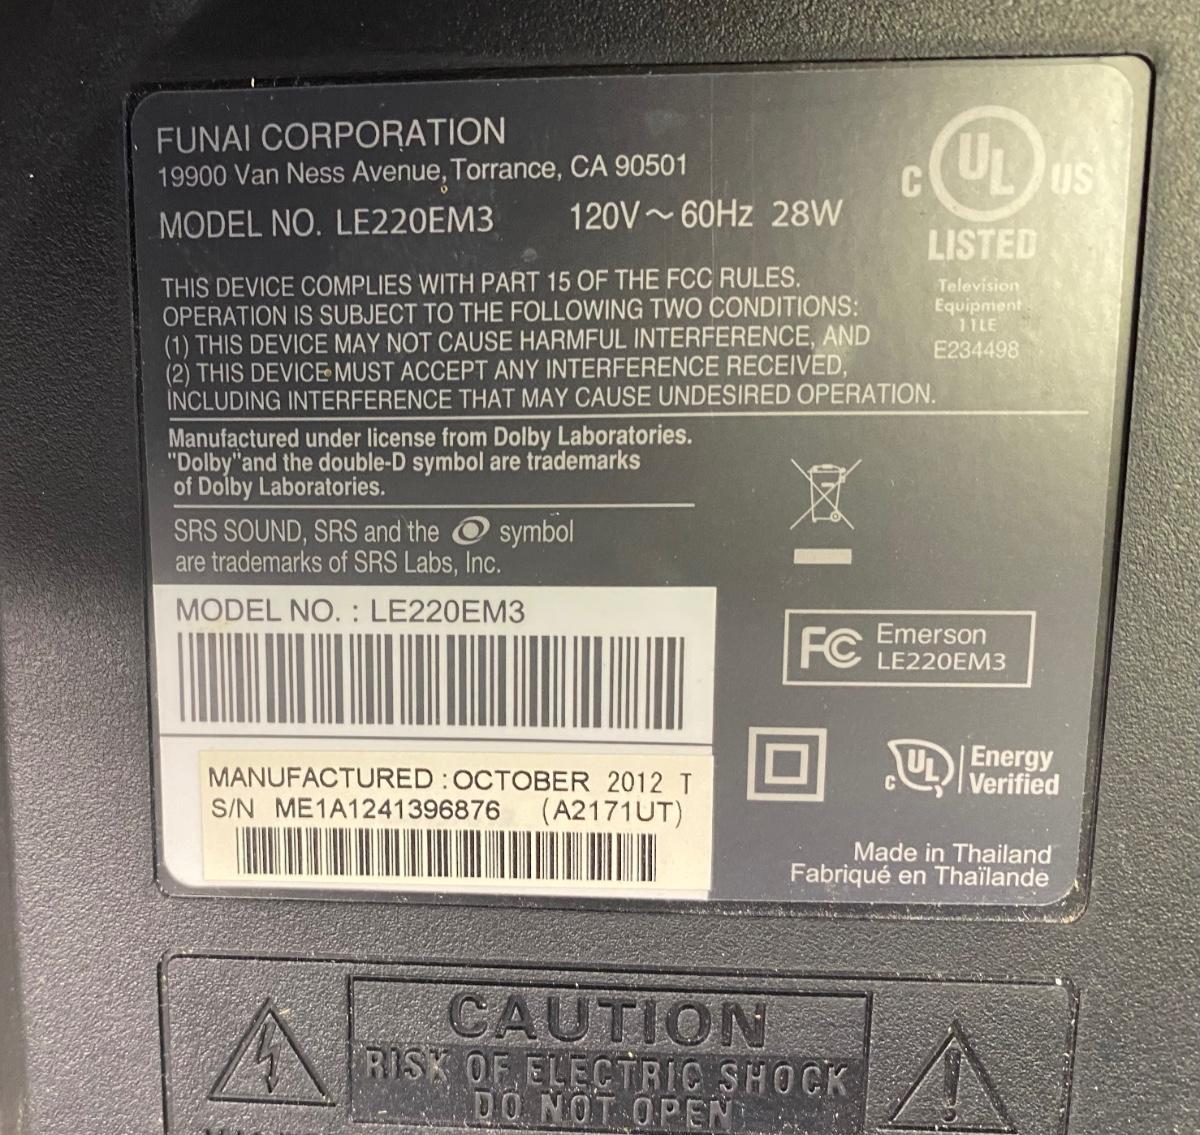 FUNAI CORPORATION
19900 Van Ness Avenue, Torrance, CA 90501
MODEL NO. LE220EM3 120V～60Hz 28W
C UL US
LISTED
Television
Equipment
11LE
E234498
THIS DEVICE COMPLIES WITH PART 15 OF THE FCC RULES.
OPERATION IS SUBJECT TO THE FOLLOWING TWO CONDITIONS:
(1) THIS DEVICE MAY NOT CAUSE HARMFUL INTERFERENCE, AND
(2) THIS DEVICE MUST ACCEPT ANY INTERFERENCE RECEIVED,
INCLUDING INTERFERENCE THAT MAY CAUSE UNDESIRED OPERATION.
Manufactured under license from Dolby Laboratories.
"Dolby"and the double-D symbol are trademarks
of Dolby Laboratories.
SRS SOUND, SRS and the symbol
are trademarks of SRS Labs, Inc.
MODEL NO. : LE220EM3
MANUFACTURED : OCTOBER 2012 T
S/N ME1A1241396876 (A2171UT)
FC Emerson
LE220EM3
c UL Energy
Verified
Made in Thailand
Fabriqué en Thaïlande
CAUTION
RISK OF ELECTRIC SHOCK
DO NOT OPEN